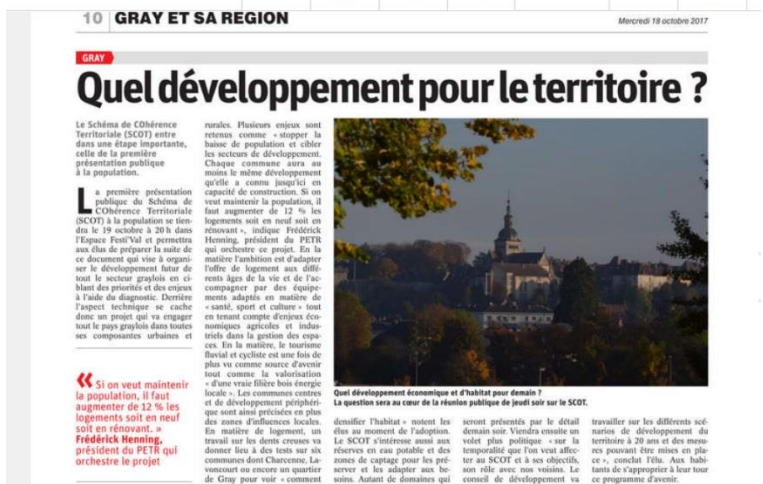 10 GRAY ET SA REGION
Mercredi 18 octobre 2017
GRAY
Quel développement pour le territoire ?
Le Schéma de COhérence
Territoriale (SCOT) entre
dans une étape importante,
celle de la première
présentation publique
à la population.
La première présentation
publique du Schéma de
COhérence Territoriale
(SCOT) à la population se tien-
dra le 19 octobre à 20 h dans
l'Espace Festi'Val et permettra
aux élus de préparer la suite de
ce document qui vise à organi-
ser le développement futur de
tout le secteur graylois en ci-
blant des priorités et des enjeux
à l'aide du diagnostic. Derrière
l'aspect technique se cache
donc un projet qui va engager
tout le pays graylois dans toutes
ses composantes urbaines et
« Si on veut maintenir
la population, il faut
augmenter de 12 % les
logements soit en neuf
soit en rénovant. »
Frédérick Henning,
président du PETR qui
orchestre le projet
rurales. Plusieurs enjeux sont
retenus comme « stopper la
baisse de population et cibler
les secteurs de développement.
Chaque commune aura au
moins le même développement
qu'elle a connu jusqu'ici en
capacité de construction. Si on
veut maintenir la population, il
faut augmenter de 12 % les
logements soit en neuf soit en
rénovant », indique Frédérick
Henning, président du PETR
qui orchestre ce projet. En la
matière l'ambition est d'adapter
l'offre de logement aux diffé-
rents âges de la vie et de l'ac-
compagner par des équipe-
ments adaptés en matière de
« santé, sport et culture » tout
en tenant compte d'enjeux éco-
nomiques agricoles et indus-
triels dans la gestion des espa-
ces. En la matière, le tourisme
fluvial et cycliste est une fois de
plus vu comme source d'avenir
tout comme la valorisation
« d'une vraie filière bois énergie
locale ». Les communes centres
et de développement périphéri-
que sont ainsi précisées en plus
des zones d'influences locales.
En matière de logement, un
travail sur les dents creuses va
donner lieu à des tests sur six
communes dont Charcenne, La-
voncourt ou encore un quartier
de Gray pour voir « comment
Quel développement économique et d'habitat pour demain ?
La question sera au cœur de la réunion publique de jeudi soir sur le SCOT.
densifier l'habitat » notent les
élus au moment de l'adoption.
Le SCOT s'intéresse aussi aux
réserves en eau potable et des
zones de captage pour les pré-
server et les adapter aux be-
soins. Autant de domaines qui
seront présentés par le détail
demain soir. Viendra ensuite un
volet plus politique « sur la
temporalité que l'on veut affec-
ter au SCOT et à ses objectifs,
son rôle avec nos voisins. Le
conseil de développement va
travailler sur les différents scé-
narios de développement du
territoire à 20 ans et des mesu-
res pouvant être mises en pla-
ce », conclut l'élu. Aux habi-
tants de s'approprier à leur tour
ce programme d'avenir.